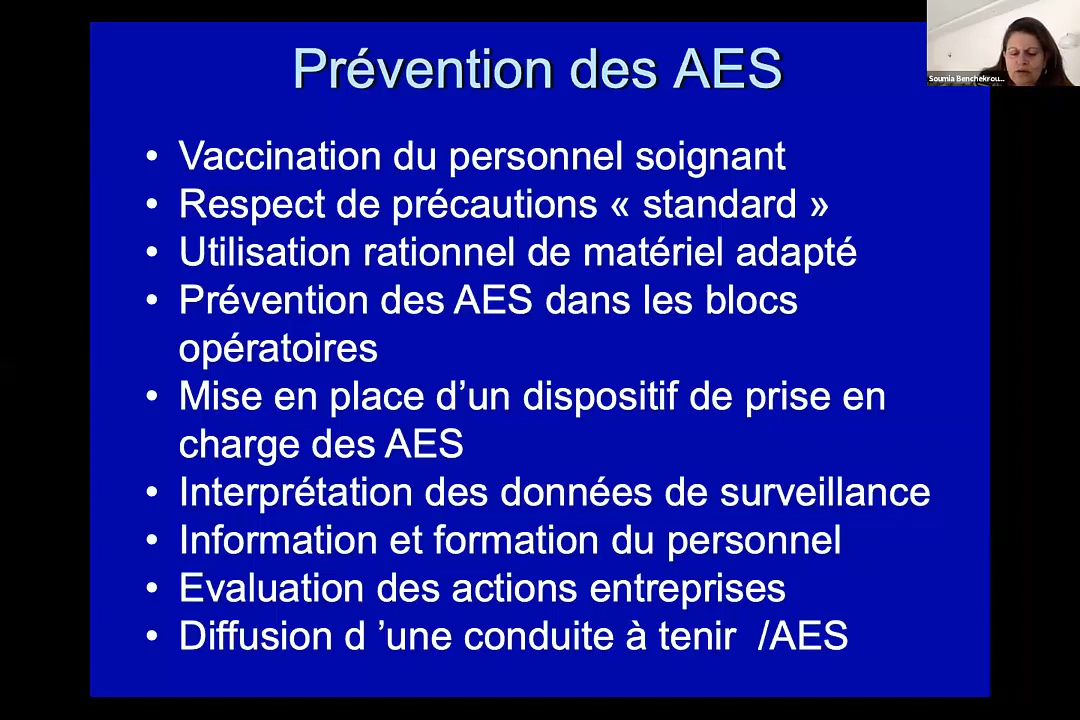 Prévention des AES
Soumia Benchekrou...
• Vaccination du personnel soignant
• Respect de précautions « standard »
• Utilisation rationnel de matériel adapté
• Prévention des AES dans les blocs
opératoires
• Mise en place d’un dispositif de prise en
charge des AES
• Interprétation des données de surveillance
• Information et formation du personnel
• Evaluation des actions entreprises
• Diffusion d ’une conduite à tenir  /AES